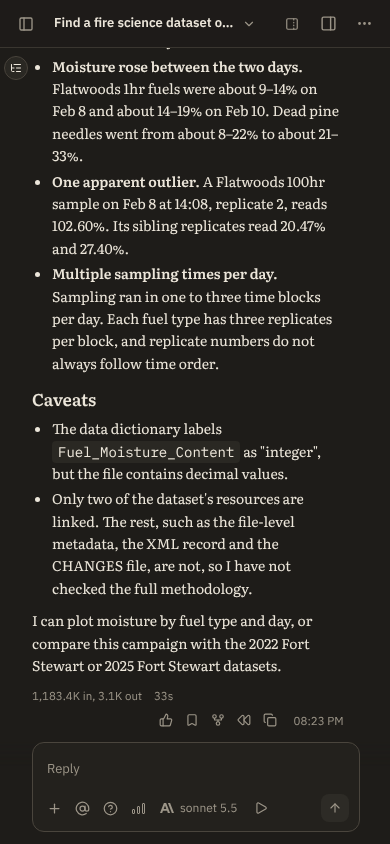 Find a fire science dataset o...
Moisture rose between the two days.
Flatwoods 1hr fuels were about 9–14% on
Feb 8 and about 14–19% on Feb 10. Dead pine
needles went from about 8–22% to about 21–
33%.
One apparent outlier. A Flatwoods 100hr
sample on Feb 8 at 14:08, replicate 2, reads
102.60%. Its sibling replicates read 20.47%
and 27.40%.
Multiple sampling times per day.
Sampling ran in one to three time blocks
per day. Each fuel type has three replicates
per block, and replicate numbers do not
always follow time order.
Caveats
The data dictionary labels
Fuel_Moisture_Content as "integer",
but the file contains decimal values.
Only two of the dataset's resources are
linked. The rest, such as the file-level
metadata, the XML record and the
CHANGES file, are not, so I have not
checked the full methodology.
I can plot moisture by fuel type and day, or
compare this campaign with the 2022 Fort
Stewart or 2025 Fort Stewart datasets.
1,183.4K in, 3.1K out 33s
08:23 PM
Reply
sonnet 5.5